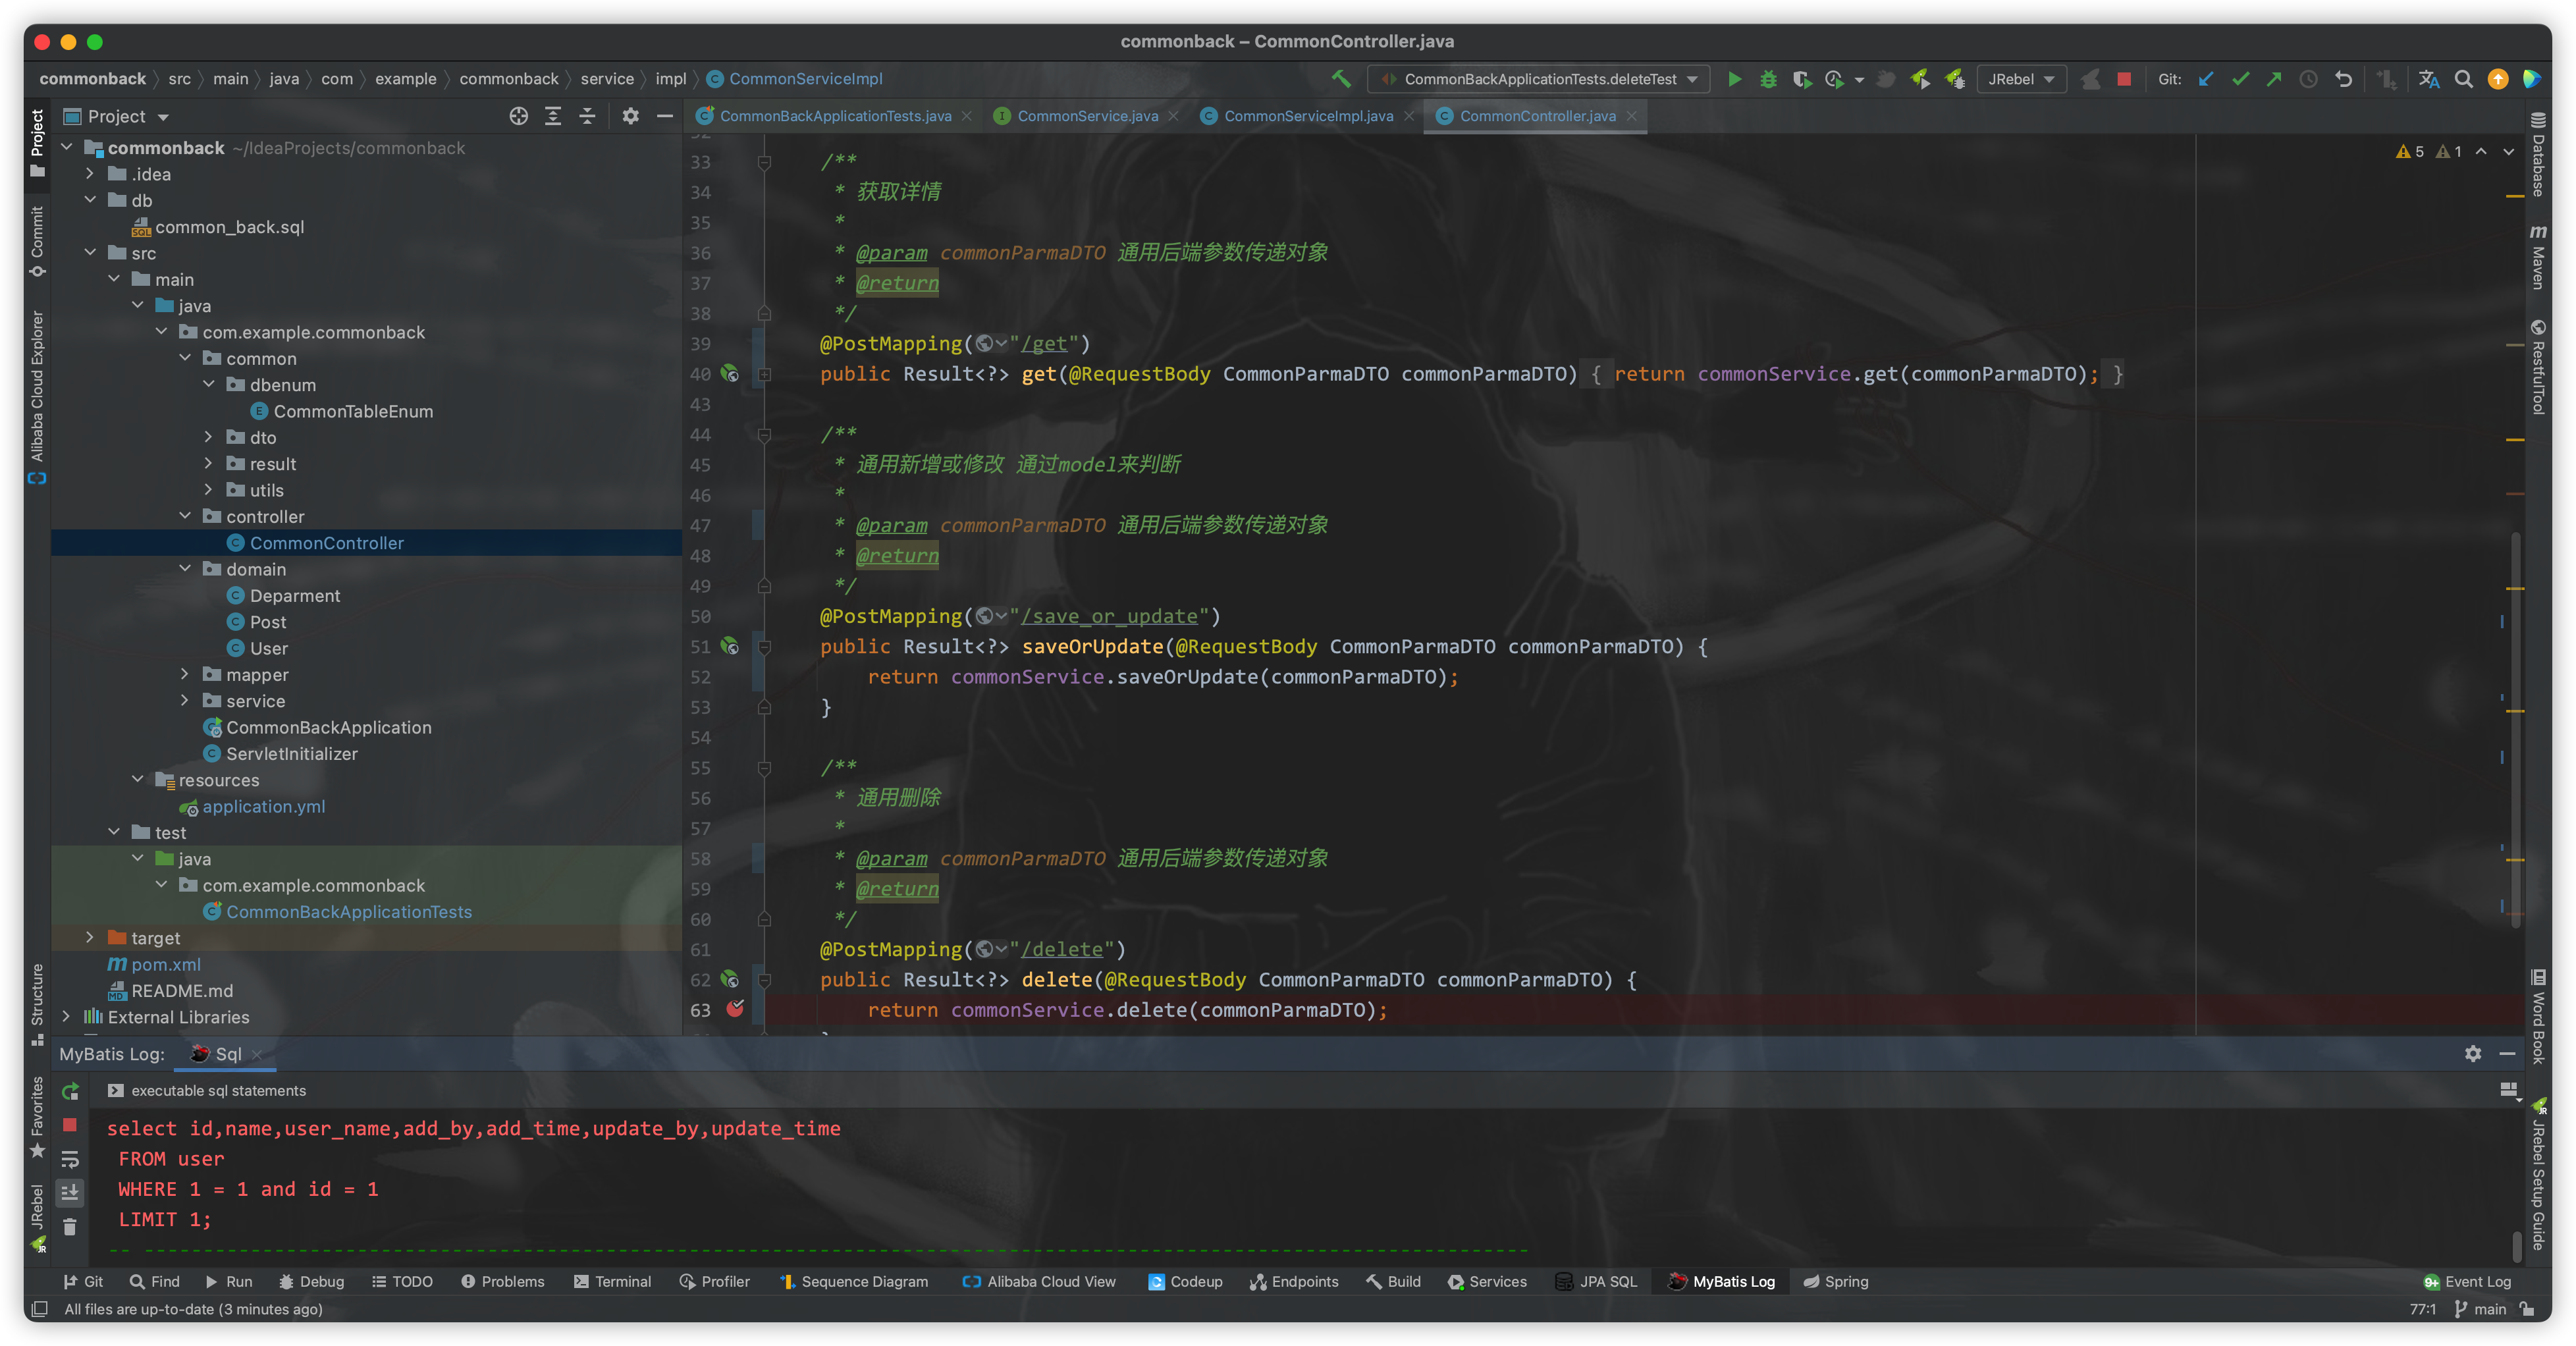 commonback – CommonController.java
commonback src main java com example commonback service impl CommonServiceImpl
CommonBackApplicationTests.deleteTest
JRebel
Git:
Project
CommonBackApplicationTests.java
CommonService.java
CommonServiceImpl.java
CommonController.java
Project
Commit
Alibaba Cloud Explorer
Structure
Favorites
JRebel
commonback ~/IdeaProjects/commonback
.idea
db
common_back.sql
src
main
java
com.example.commonback
common
dbenum
CommonTableEnum
dto
result
utils
controller
CommonController
domain
Deparment
Post
User
mapper
service
CommonBackApplication
ServletInitializer
resources
application.yml
test
java
com.example.commonback
CommonBackApplicationTests
target
pom.xml
README.md
External Libraries
5 1
32
33 /**
34 * 获取详情
35 *
36 * @param commonParmaDTO 通用后端参数传递对象
37 * @return
38 */
39 @PostMapping("/get")
40 public Result<?> get(@RequestBody CommonParmaDTO commonParmaDTO) { return commonService.get(commonParmaDTO); }
43
44 /**
45 * 通用新增或修改 通过model来判断
46 *
47 * @param commonParmaDTO 通用后端参数传递对象
48 * @return
49 */
50 @PostMapping("/save_or_update")
51 public Result<?> saveOrUpdate(@RequestBody CommonParmaDTO commonParmaDTO) {
52 return commonService.saveOrUpdate(commonParmaDTO);
53 }
54
55 /**
56 * 通用删除
57 *
58 * @param commonParmaDTO 通用后端参数传递对象
59 * @return
60 */
61 @PostMapping("/delete")
62 public Result<?> delete(@RequestBody CommonParmaDTO commonParmaDTO) {
63 return commonService.delete(commonParmaDTO);
Database
Maven
RestfulTool
Word Book
JRebel Setup Guide
MyBatis Log: Sql
executable sql statements
select id,name,user_name,add_by,add_time,update_by,update_time
FROM user
WHERE 1 = 1 and id = 1
LIMIT 1;
-- ---------------------------------------------------------------------------------------------------------------------
Git Find Run Debug TODO Problems Terminal Profiler Sequence Diagram Alibaba Cloud View Codeup Endpoints Build Services JPA SQL MyBatis Log Spring 9+ Event Log
All files are up-to-date (3 minutes ago) 77:1 main